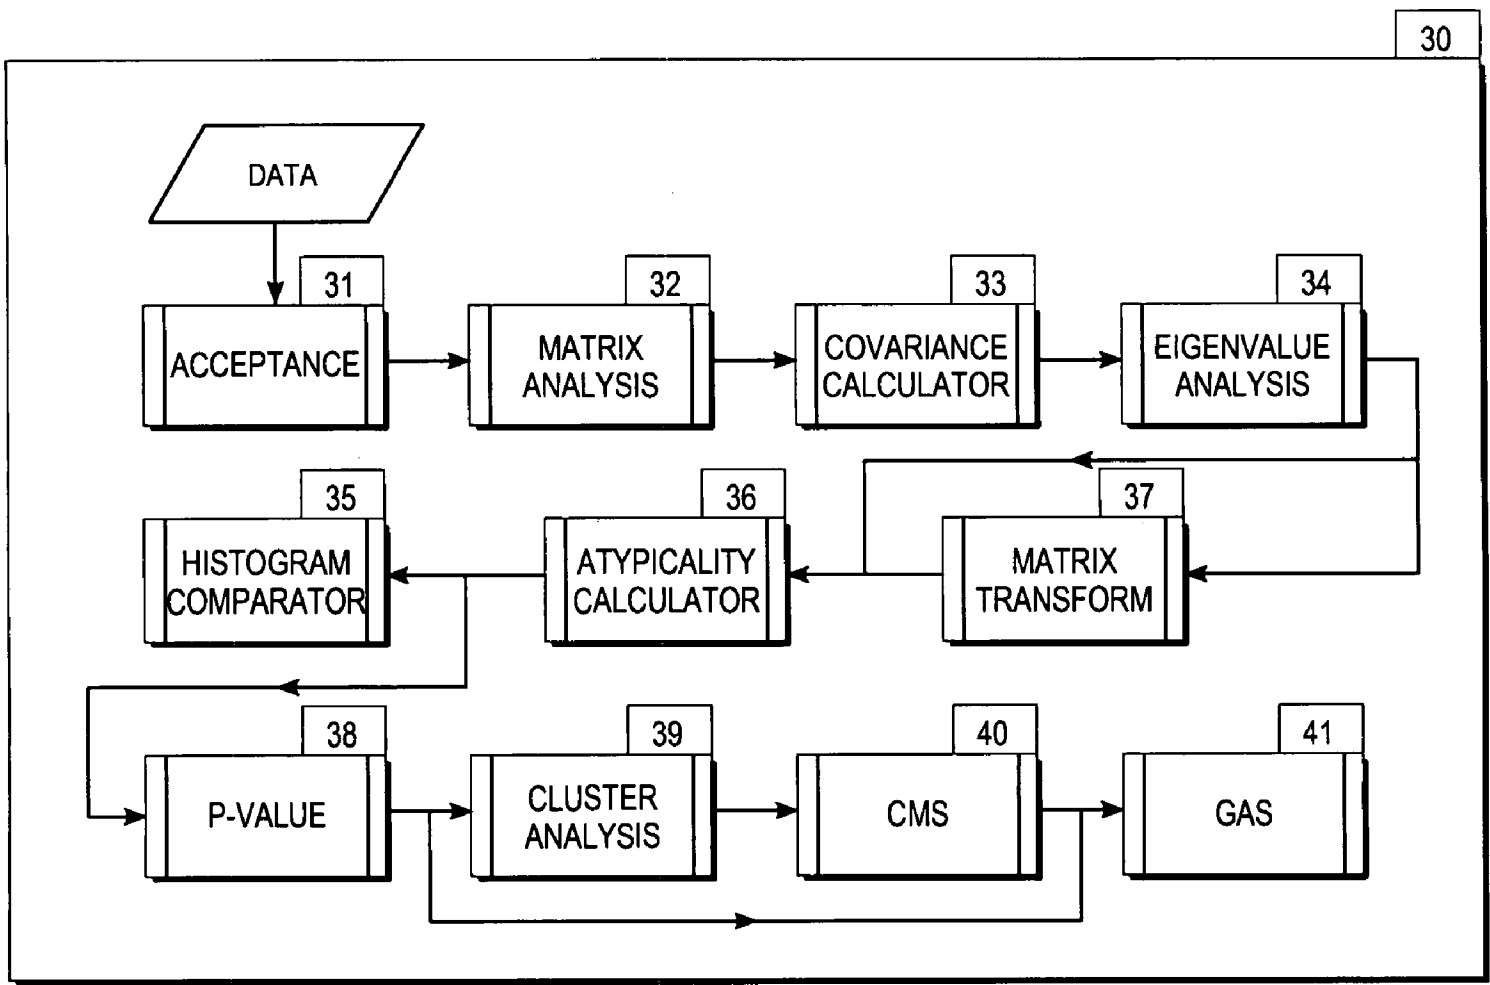 30
DATA
31
ACCEPTANCE
32
MATRIX
ANALYSIS
33
COVARIANCE
CALCULATOR
34
EIGENVALUE
ANALYSIS
35
HISTOGRAM
COMPARATOR
36
ATYPICALITY
CALCULATOR
37
MATRIX
TRANSFORM
38
P-VALUE
39
CLUSTER
ANALYSIS
40
CMS
41
GAS